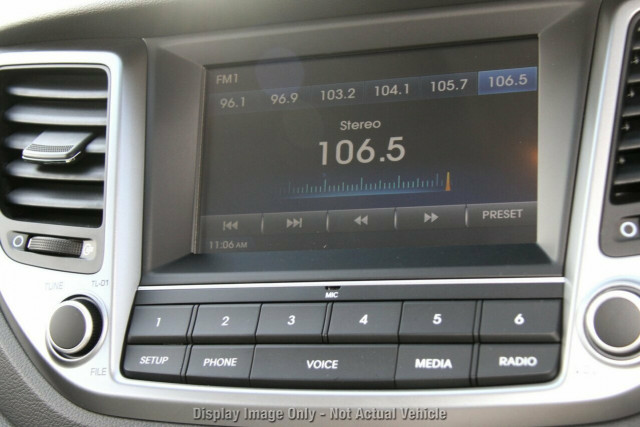 FM1
96.1 96.9 103.2 104.1 105.7 106.5
Stereo
106.5
PRESET
11:06 AM
MIC
TUNE
1 2 3 4 5 6
FILE
SETUP PHONE VOICE MEDIA RADIO
Display Image Only - Not Actual Vehicle